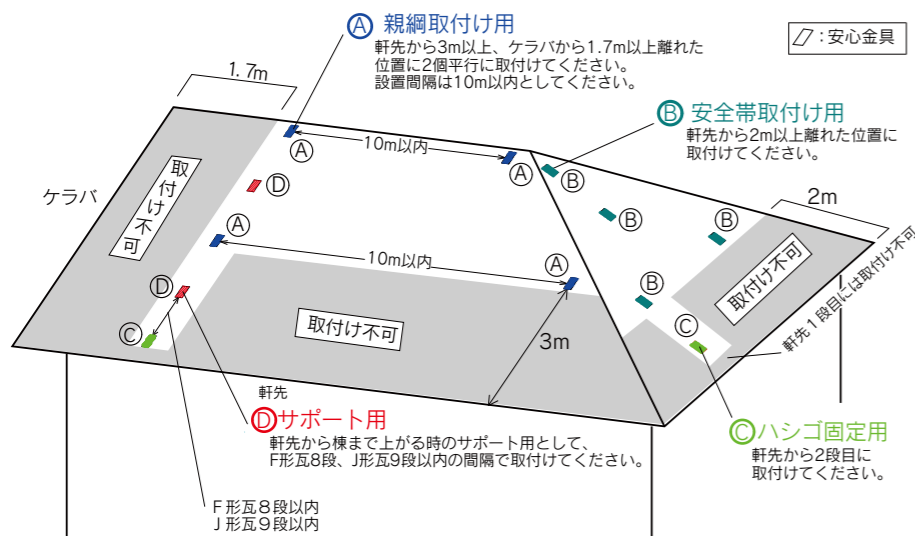 Ⓐ 親綱取付け用
軒先から3m以上、ケラバから1.7m以上離れた
位置に2個平行に取付けてください。
設置間隔は10m以内としてください。
:安心金具
1.7m
Ⓑ 安全帯取付け用
軒先から2m以上離れた位置に
取付けてください。
Ⓐ
10m以内
Ⓐ
Ⓑ
取付け不可
Ⓓ
ケラバ
Ⓑ
Ⓑ
2m
Ⓐ
10m以内
Ⓐ
取付け不可
軒先1段目には取付け不可
Ⓓ
Ⓑ
Ⓒ
取付け不可
3m
Ⓒ
軒先
Ⓓサポート用
軒先から棟まで上がる時のサポート用として、
F形瓦8段、J形瓦9段以内の間隔で取付けてください。
Ⓒハシゴ固定用
軒先から2段目に
取付けてください。
F形瓦8段以内
J形瓦9段以内